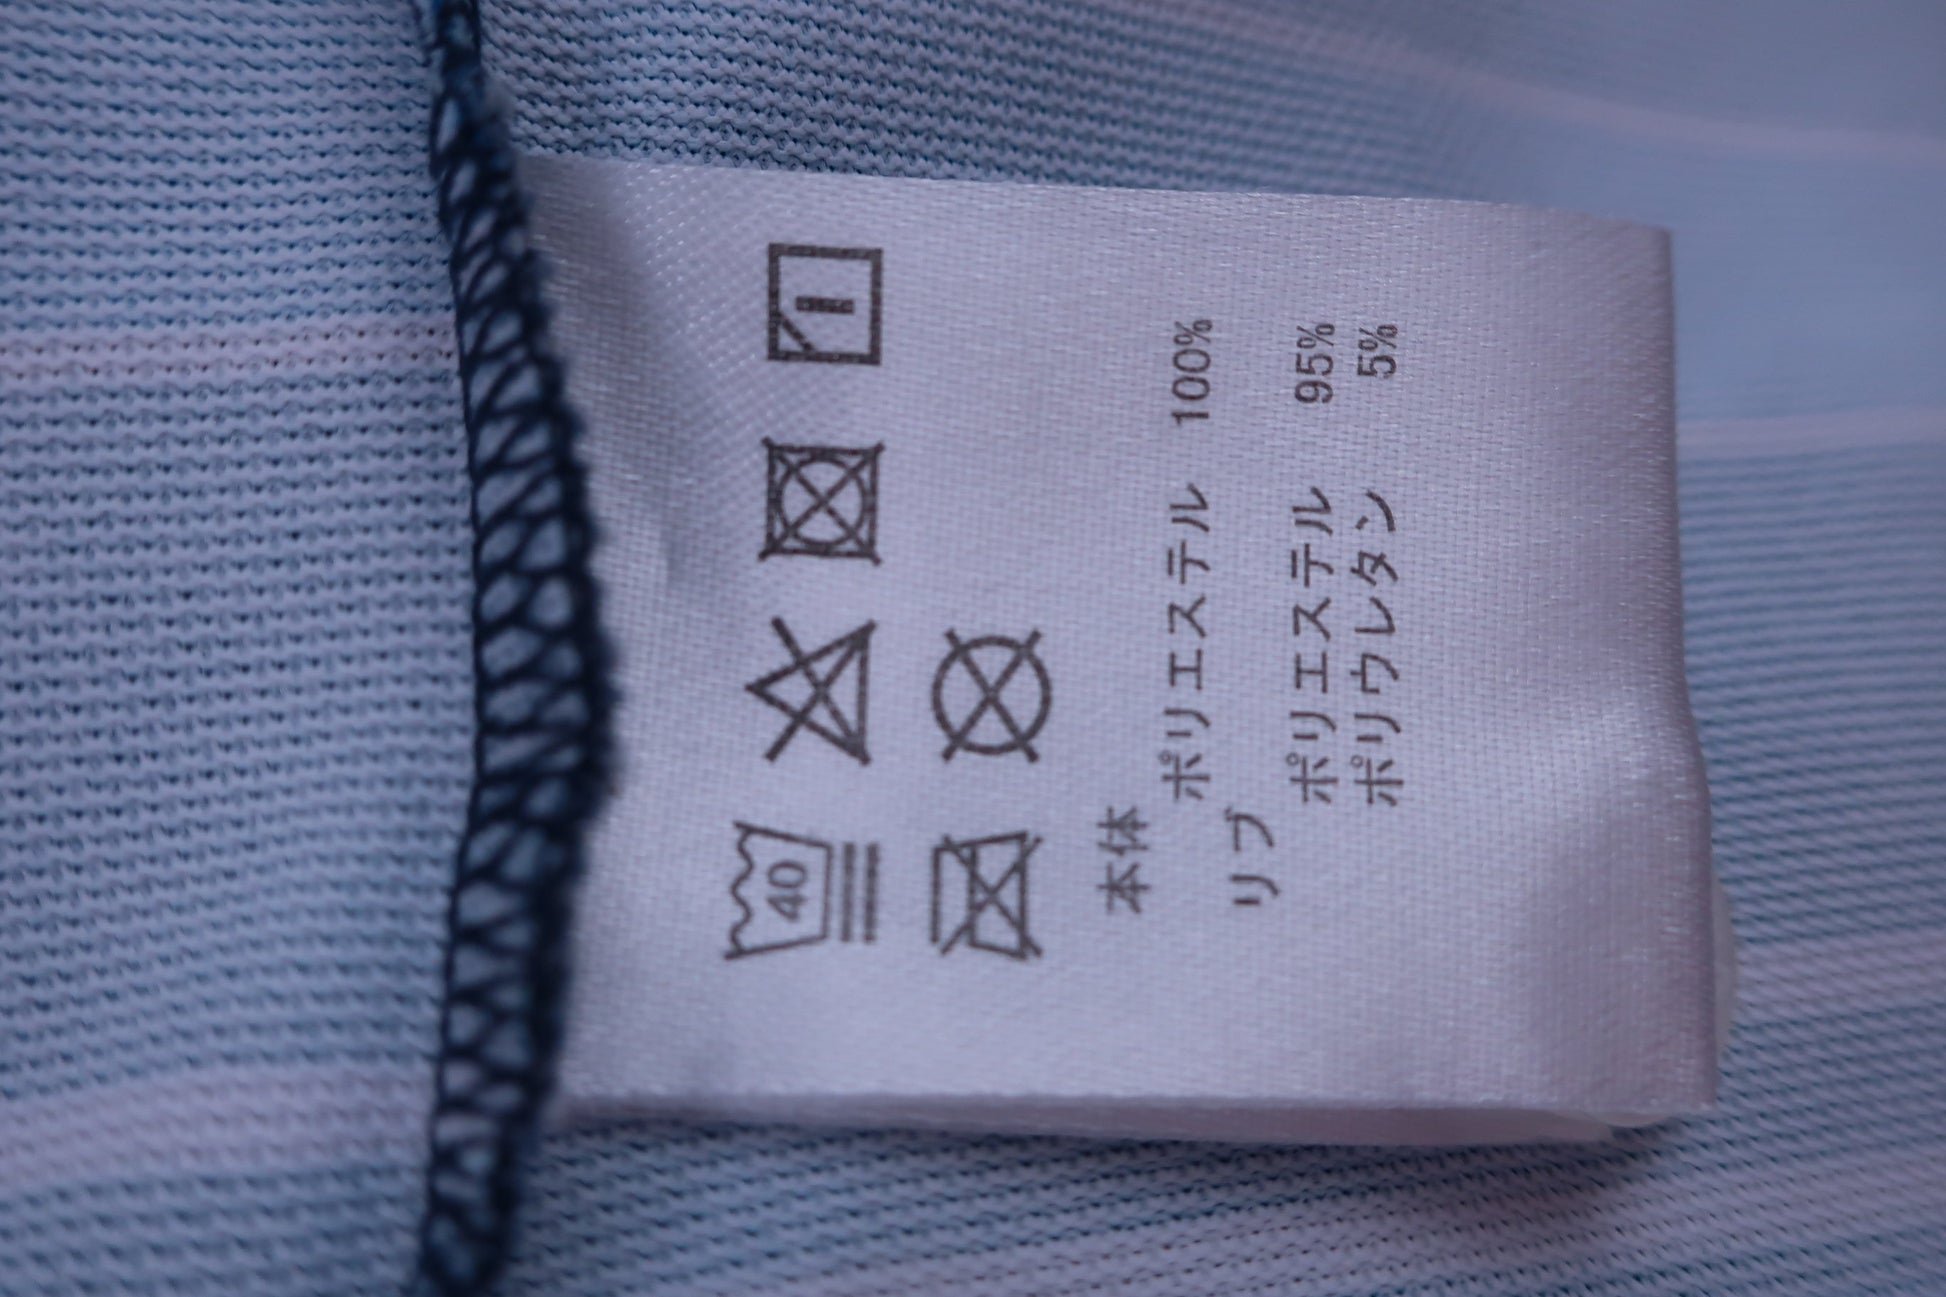 40
本体
ポリエステル 100%
リブ
ポリエステル 95%
ポリウレタン 5%